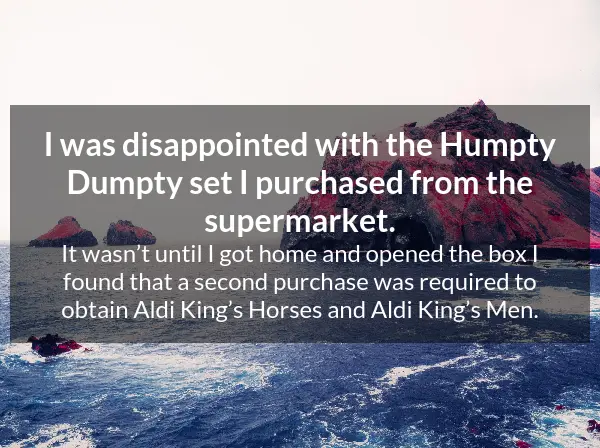 I was disappointed with the Humpty
Dumpty set I purchased from the
supermarket.
It wasn’t until I got home and opened the box I
found that a second purchase was required to
obtain Aldi King’s Horses and Aldi King’s Men.